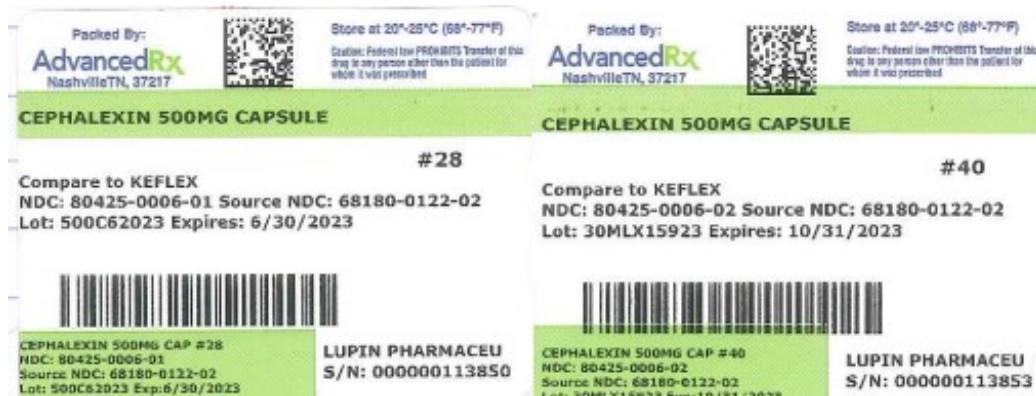 Packed By:
AdvancedRx
NashvilleTN, 37217
Store at 20°-25°C (68°-77°F)
Caution: Federal law PROHIBITS Transfer of this
drug to any person other than the patient for
whom it was prescribed
CEPHALEXIN 500MG CAPSULE
#28
Compare to KEFLEX
NDC: 80425-0006-01 Source NDC: 68180-0122-02
Lot: 500C62023 Expires: 6/30/2023
CEPHALEXIN 500MG CAP #28
NDC: 80425-0006-01
Source NDC: 68180-0122-02
Lot: 500C62023 Exp:6/30/2023
LUPIN PHARMACEU
S/N: 000000113850
Packed By:
AdvancedRx
NashvilleTN, 37217
Store at 20°-25°C (68°-77°F)
Caution: Federal law PROHIBITS Transfer of this
drug to any person other than the patient for
whom it was prescribed
CEPHALEXIN 500MG CAPSULE
#40
Compare to KEFLEX
NDC: 80425-0006-02 Source NDC: 68180-0122-02
Lot: 30MLX15923 Expires: 10/31/2023
CEPHALEXIN 500MG CAP #40
NDC: 80425-0006-02
Source NDC: 68180-0122-02
Lot: 30MLX15923 Exp:10/31/2023
LUPIN PHARMACEU
S/N: 000000113853